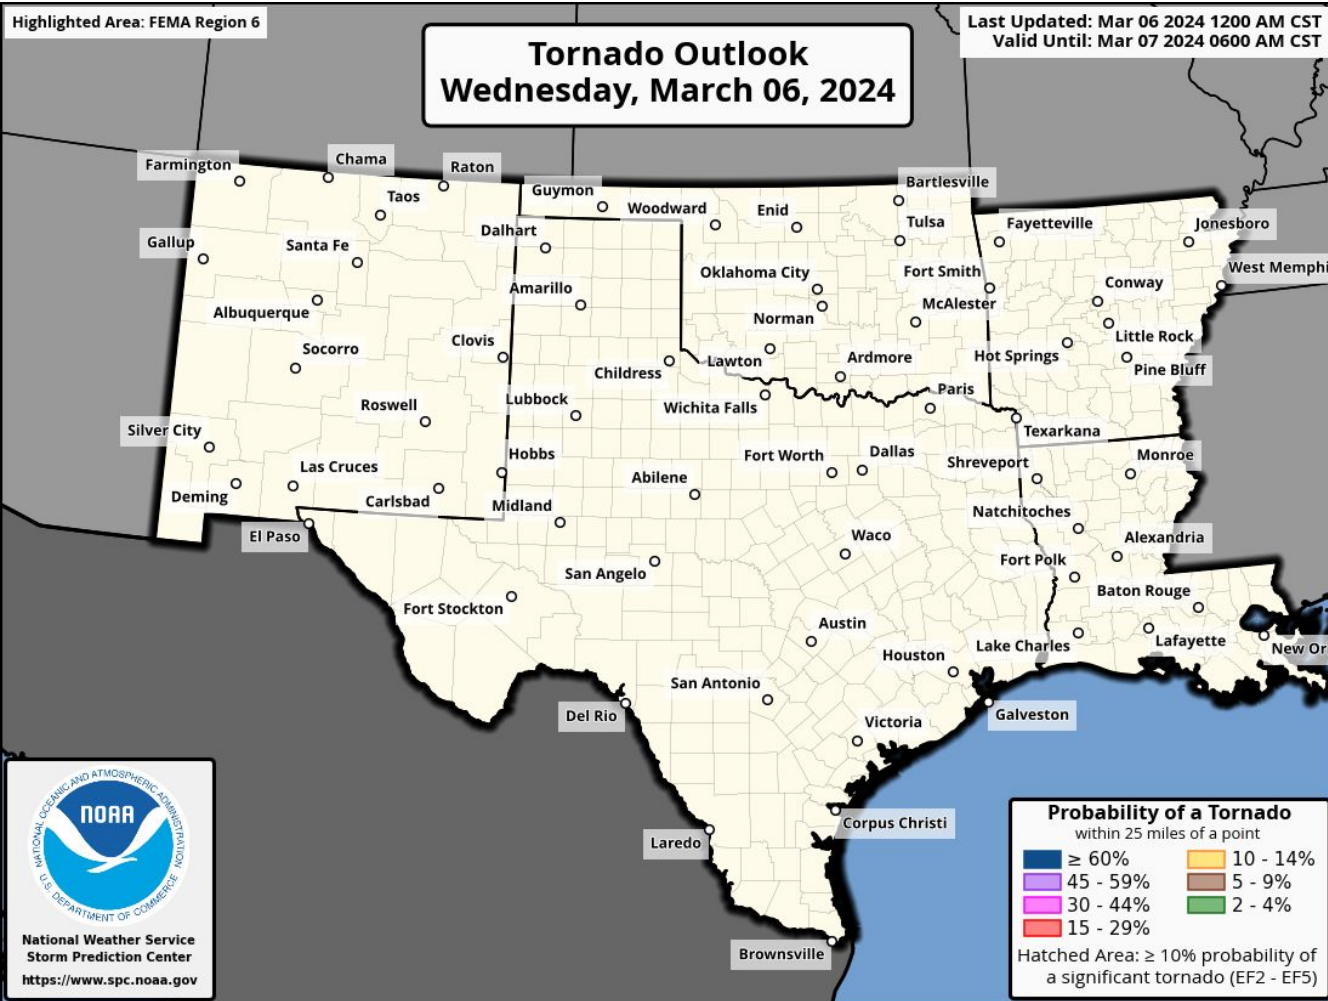 Highlighted Area: FEMA Region 6
Last Updated: Mar 06 2024 1200 AM CST
Valid Until: Mar 07 2024 0600 AM CST
Tornado Outlook
Wednesday, March 06, 2024
Farmington
Chama
Raton
Taos
Guymon
Woodward
Enid
Bartlesville
Tulsa
Fayetteville
Jonesboro
Gallup
Santa Fe
Dalhart
Oklahoma City
Fort Smith
West Memphi
Conway
Amarillo
McAlester
Albuquerque
Norman
Little Rock
Socorro
Clovis
Childress
Lawton
Ardmore
Hot Springs
Pine Bluff
Roswell
Lubbock
Wichita Falls
Paris
Texarkana
Silver City
Las Cruces
Hobbs
Fort Worth
Dallas
Shreveport
Monroe
Deming
Carlsbad
Midland
Abilene
Natchitoches
El Paso
Waco
Alexandria
San Angelo
Fort Polk
Fort Stockton
Baton Rouge
Austin
Lake Charles
Lafayette
New Or
Houston
San Antonio
Del Rio
Victoria
Galveston
Corpus Christi
Laredo
Brownsville
NATIONAL OCEANIC AND ATMOSPHERIC ADMINISTRATION
NOAA
U.S. DEPARTMENT OF COMMERCE
National Weather Service
Storm Prediction Center
https://www.spc.noaa.gov
Probability of a Tornado
within 25 miles of a point
≥ 60%
45 - 59%
30 - 44%
15 - 29%
10 - 14%
5 - 9%
2 - 4%
Hatched Area: ≥ 10% probability of
a significant tornado (EF2 - EF5)